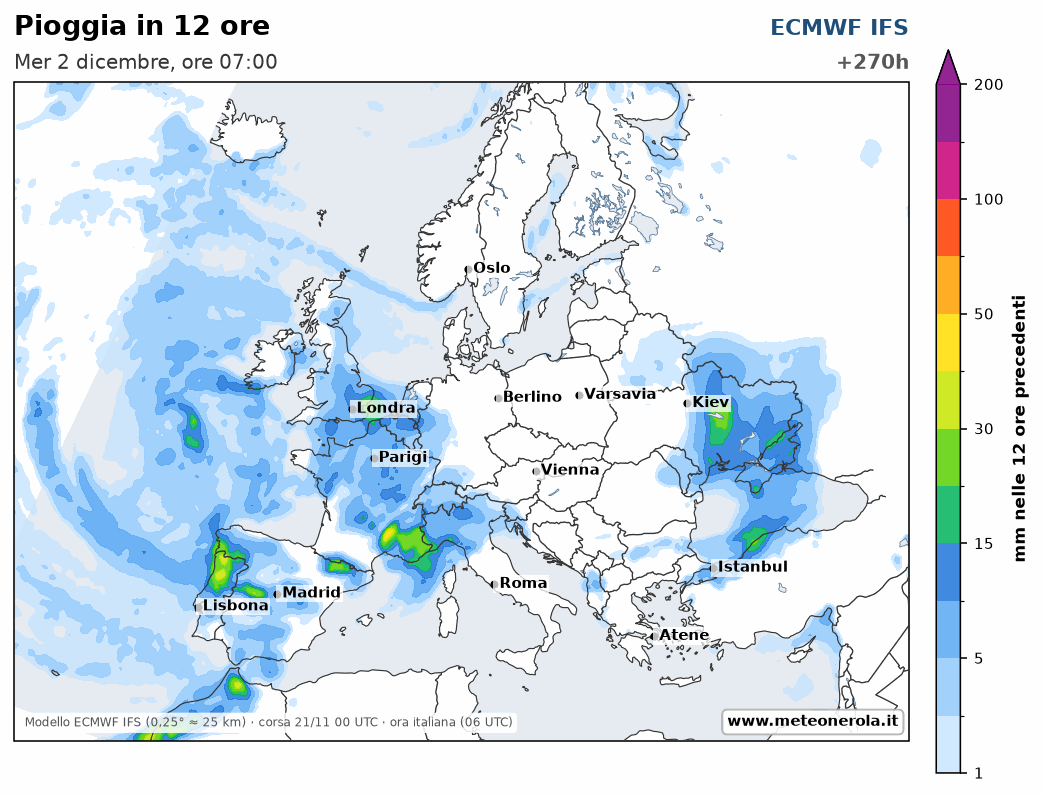 Pioggia in 12 ore
ECMWF IFS
Mer 2 dicembre, ore 07:00
+270h
200
100
50
30
15
5
1
mm nelle 12 ore precedenti
Oslo
Berlino
Varsavia
Kiev
Londra
Parigi
Vienna
Istanbul
Roma
Madrid
Lisbona
Atene
Modello ECMWF IFS (0,25° ≈ 25 km) · corsa 21/11 00 UTC · ora italiana (06 UTC)
www.meteonerola.it